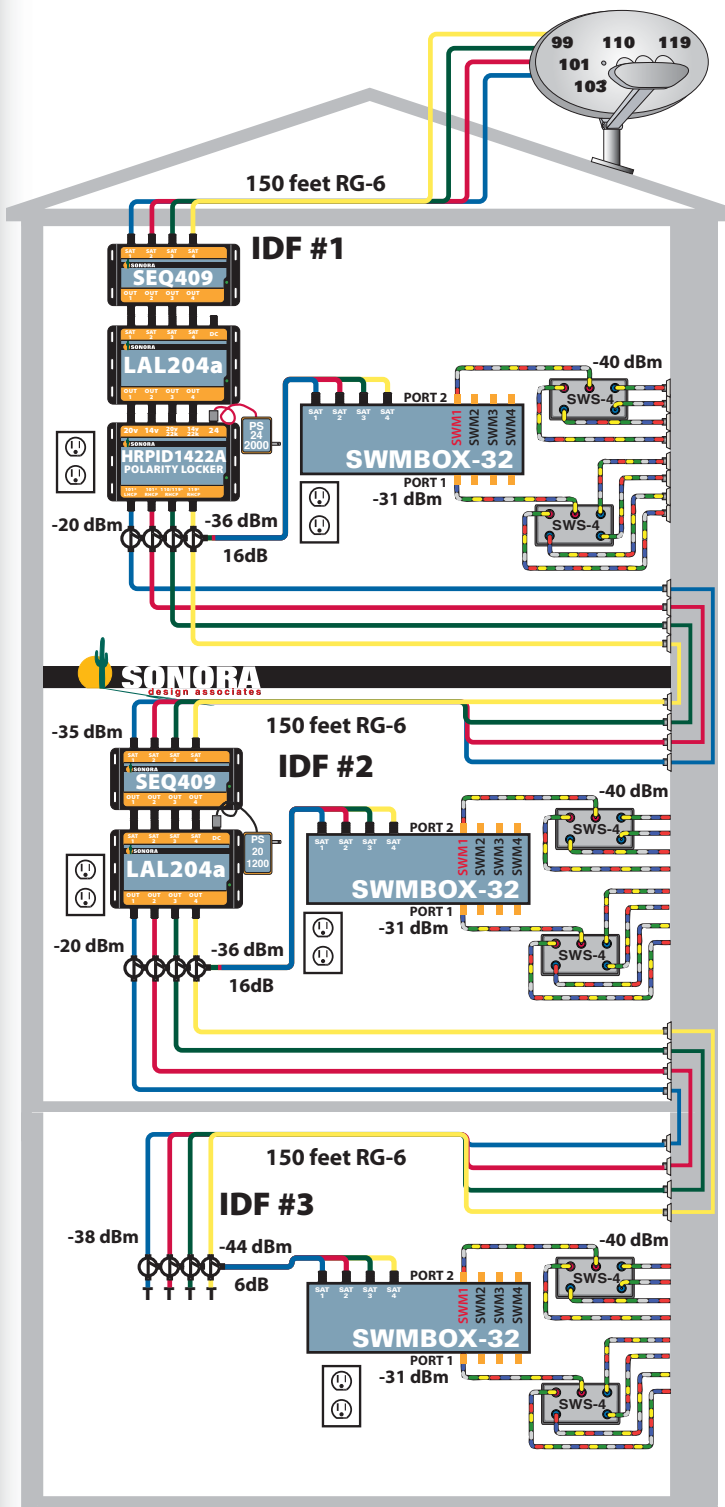 99 110 119
101
103
150 feet RG-6
IDF #1
SAT 1 SAT 2 SAT 3 SAT 4
SONORA
SEQ409
OUT 1 OUT 2 OUT 3 OUT 4
SAT 1 SAT 2 SAT 3 SAT 4 DC
SONORA
LAL204a
OUT 1 OUT 2 OUT 3 OUT 4
20v 14v 20v 22k 14v 22k 24
SONORA
HRPID1422A
POLARITY LOCKER
PS
24
2000
-20 dBm
-36 dBm
16dB
SAT 1 SAT 2 SAT 3 SAT 4
PORT 2
SWM1 SWM2 SWM3 SWM4
SWMBOX-32
PORT 1
-31 dBm
-40 dBm
SWS-4
SWS-4
SONORA
design associates
150 feet RG-6
-35 dBm
IDF #2
SAT 1 SAT 2 SAT 3 SAT 4
SONORA
SEQ409
OUT 1 OUT 2 OUT 3 OUT 4
SAT 1 SAT 2 SAT 3 SAT 4 DC
SONORA
LAL204a
OUT 1 OUT 2 OUT 3 OUT 4
PS
20
1200
-20 dBm
-36 dBm
16dB
SAT 1 SAT 2 SAT 3 SAT 4
PORT 2
SWM1 SWM2 SWM3 SWM4
SWMBOX-32
PORT 1
-31 dBm
-40 dBm
SWS-4
SWS-4
150 feet RG-6
IDF #3
-38 dBm
-44 dBm
6dB
SAT 1 SAT 2 SAT 3 SAT 4
PORT 2
SWM1 SWM2 SWM3 SWM4
SWMBOX-32
PORT 1
-31 dBm
-40 dBm
SWS-4
SWS-4